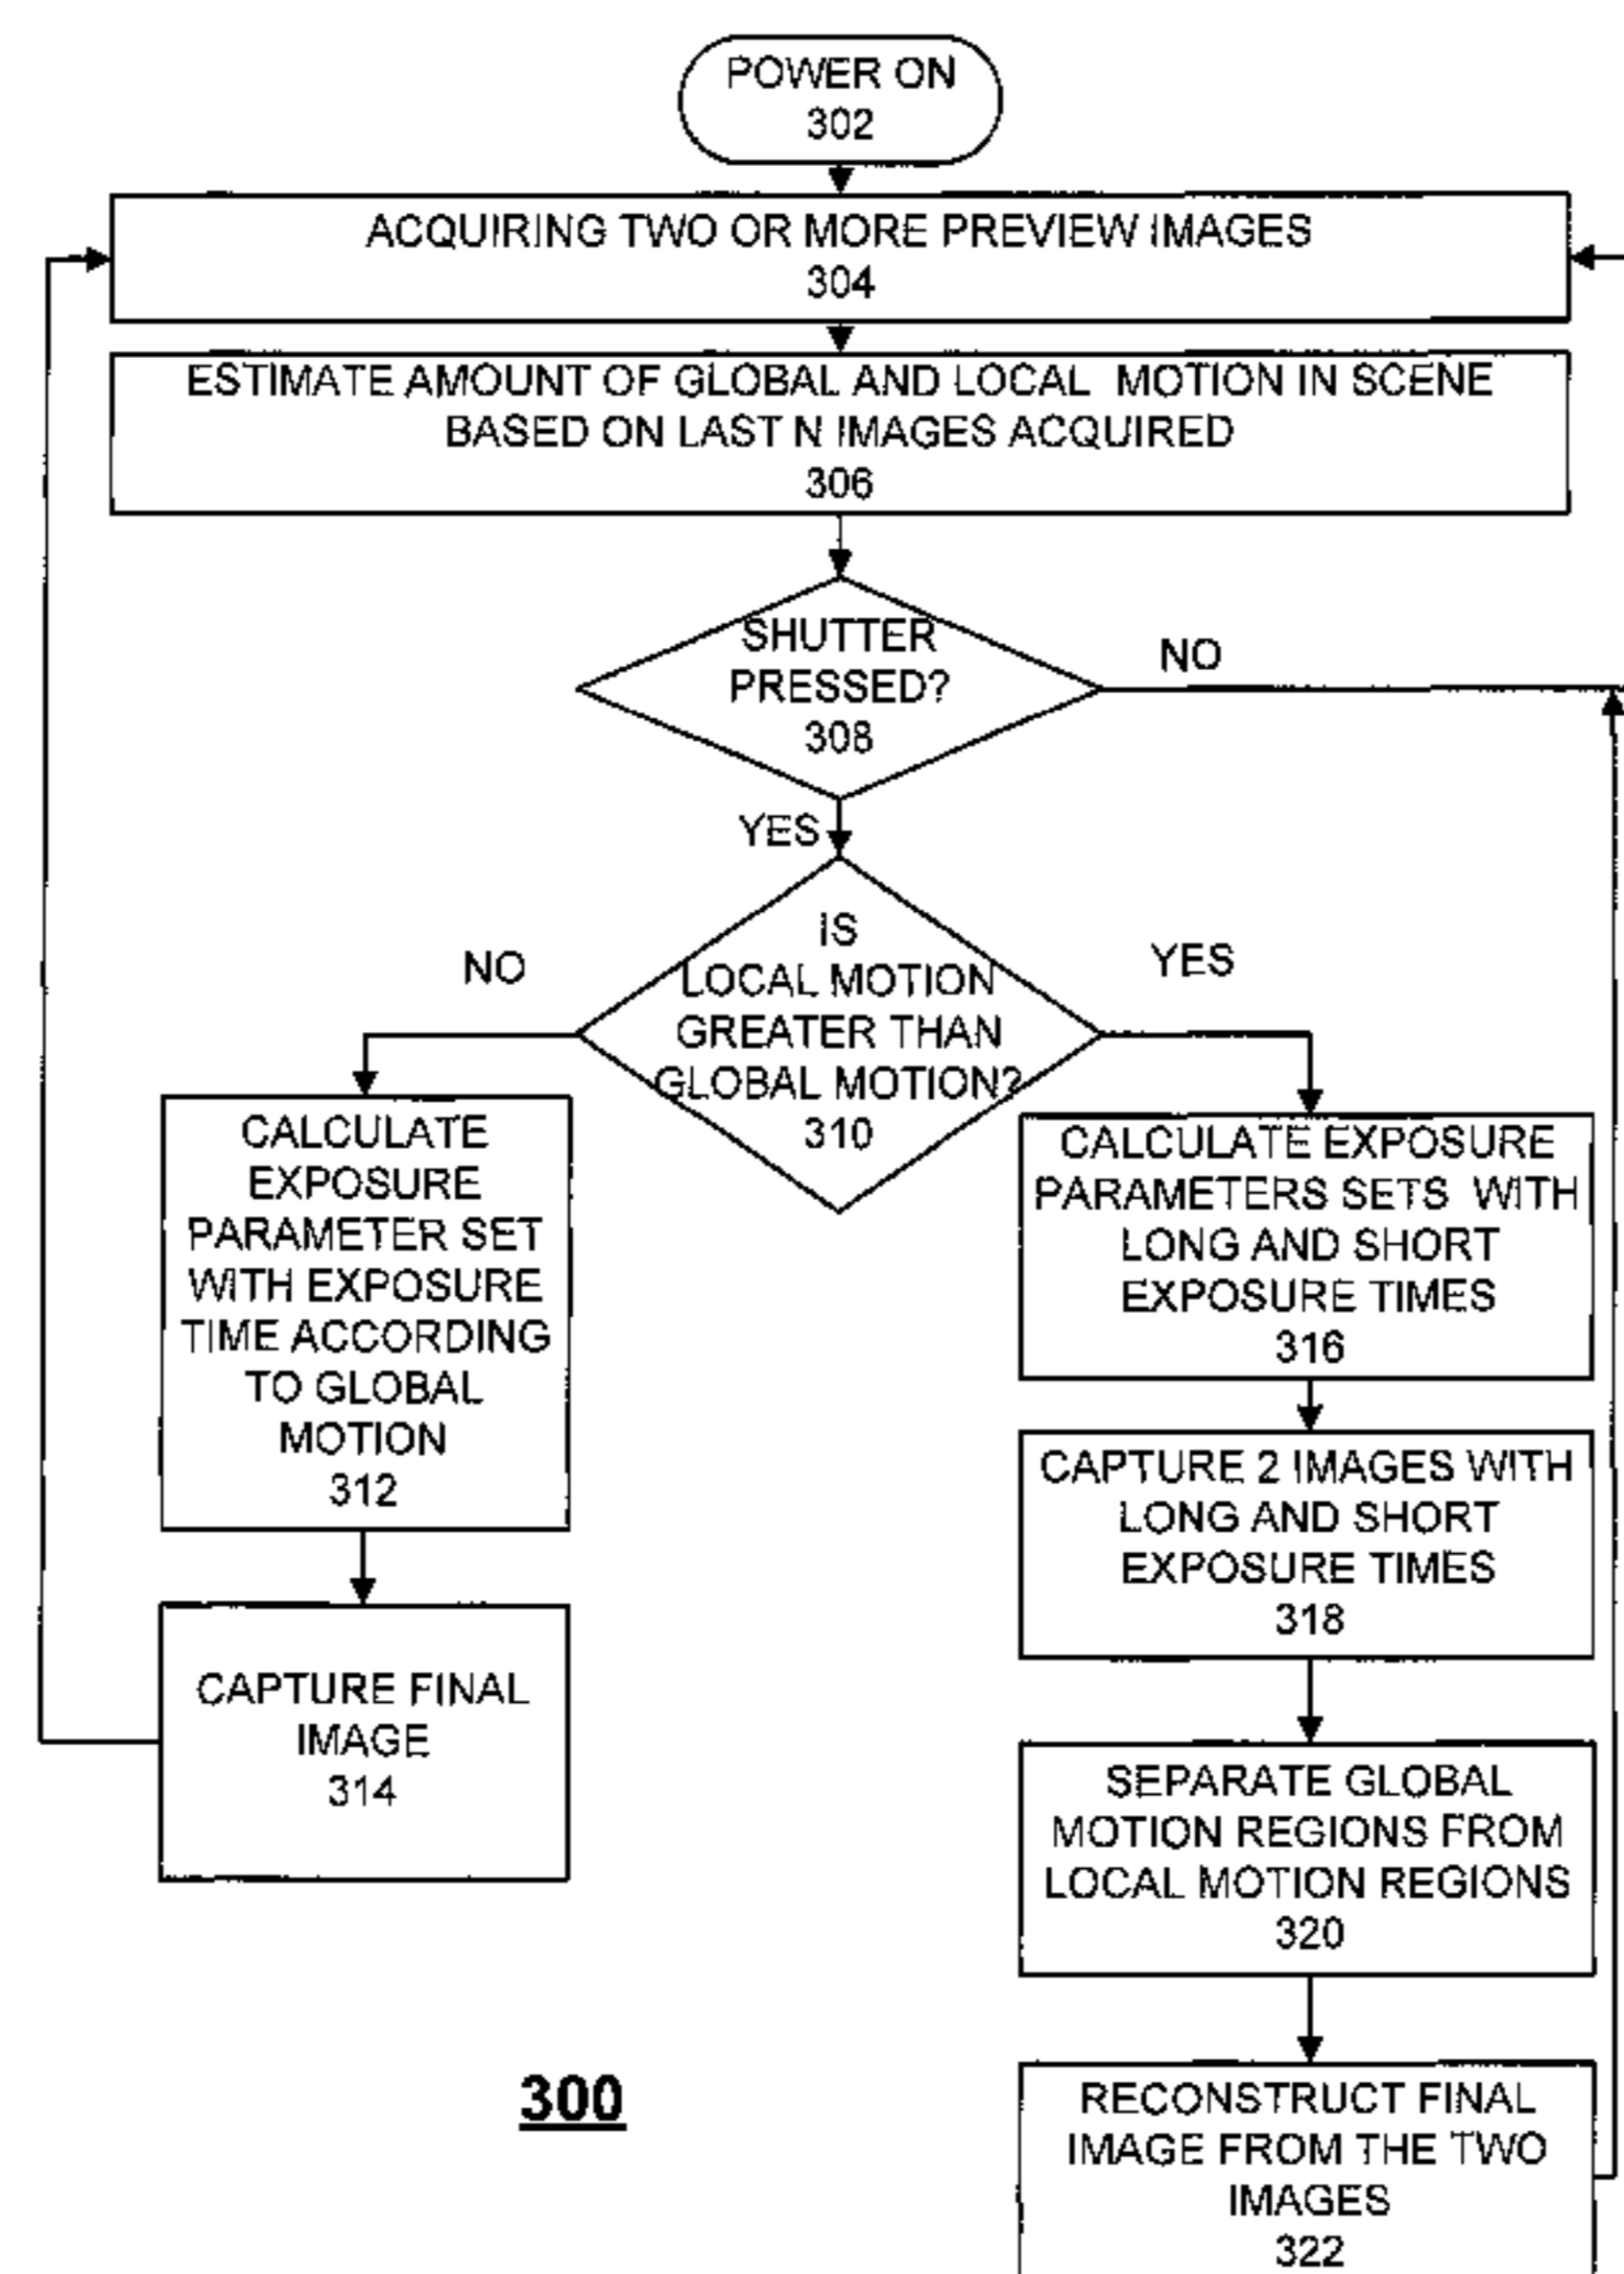 POWER ON
302
ACQUIRING TWO OR MORE PREVIEW IMAGES
304
ESTIMATE AMOUNT OF GLOBAL AND LOCAL MOTION IN SCENE
BASED ON LAST N IMAGES ACQUIRED
306
SHUTTER
PRESSED?
308
NO
YES
IS
LOCAL MOTION
GREATER THAN
GLOBAL MOTION?
310
NO
YES
CALCULATE
EXPOSURE
PARAMETER SET
WITH EXPOSURE
TIME ACCORDING
TO GLOBAL
MOTION
312
CAPTURE FINAL
IMAGE
314
CALCULATE EXPOSURE
PARAMETERS SETS WITH
LONG AND SHORT
EXPOSURE TIMES
316
CAPTURE 2 IMAGES WITH
LONG AND SHORT
EXPOSURE TIMES
318
SEPARATE GLOBAL
MOTION REGIONS FROM
LOCAL MOTION REGIONS
320
RECONSTRUCT FINAL
IMAGE FROM THE TWO
IMAGES
322
300